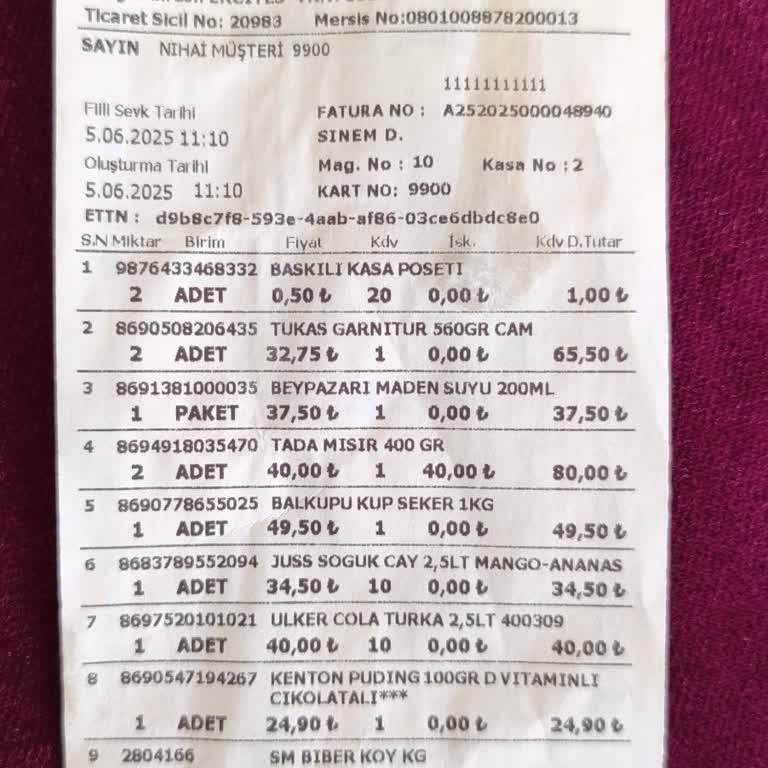 Ticaret Sicil No: 20983 Mersis No:0801008878200013
SAYIN NIHAI MÜŞTERİ 9900
11111111111
Fiili Sevk Tarihi FATURA NO : A252025000048940
5.06.2025 11:10 SINEM D.
Oluşturma Tarihi Mag. No : 10 Kasa No : 2
5.06.2025 11:10 KART NO: 9900
ETTN : d9b8c7f8-593e-4aab-af86-03ce6dbdc8e0
S.N Miktar Birim Fiyat Kdv İsk. Kdv D.Tutar
1 9876433468332 BASKILI KASA POSETI
2 ADET 0,50 ₺ 20 0,00 ₺ 1,00 ₺
2 8690508206435 TUKAS GARNITUR 560GR CAM
2 ADET 32,75 ₺ 1 0,00 ₺ 65,50 ₺
3 8691381000035 BEYPAZARI MADEN SUYU 200ML
1 PAKET 37,50 ₺ 1 0,00 ₺ 37,50 ₺
4 8694918035470 TADA MISIR 400 GR
2 ADET 40,00 ₺ 1 40,00 ₺ 80,00 ₺
5 8690778655025 BALKUPU KUP SEKER 1KG
1 ADET 49,50 ₺ 1 0,00 ₺ 49,50 ₺
6 8683789552094 JUSS SOGUK CAY 2,5LT MANGO-ANANAS
1 ADET 34,50 ₺ 10 0,00 ₺ 34,50 ₺
7 8697520101021 ULKER COLA TURKA 2,5LT 400309
1 ADET 40,00 ₺ 10 0,00 ₺ 40,00 ₺
8 8690547194267 KENTON PUDING 100GR D VITAMINLI
CIKOLATALI***
1 ADET 24,90 ₺ 1 0,00 ₺ 24,90 ₺
9 2804166 SM BIBER KOY KG